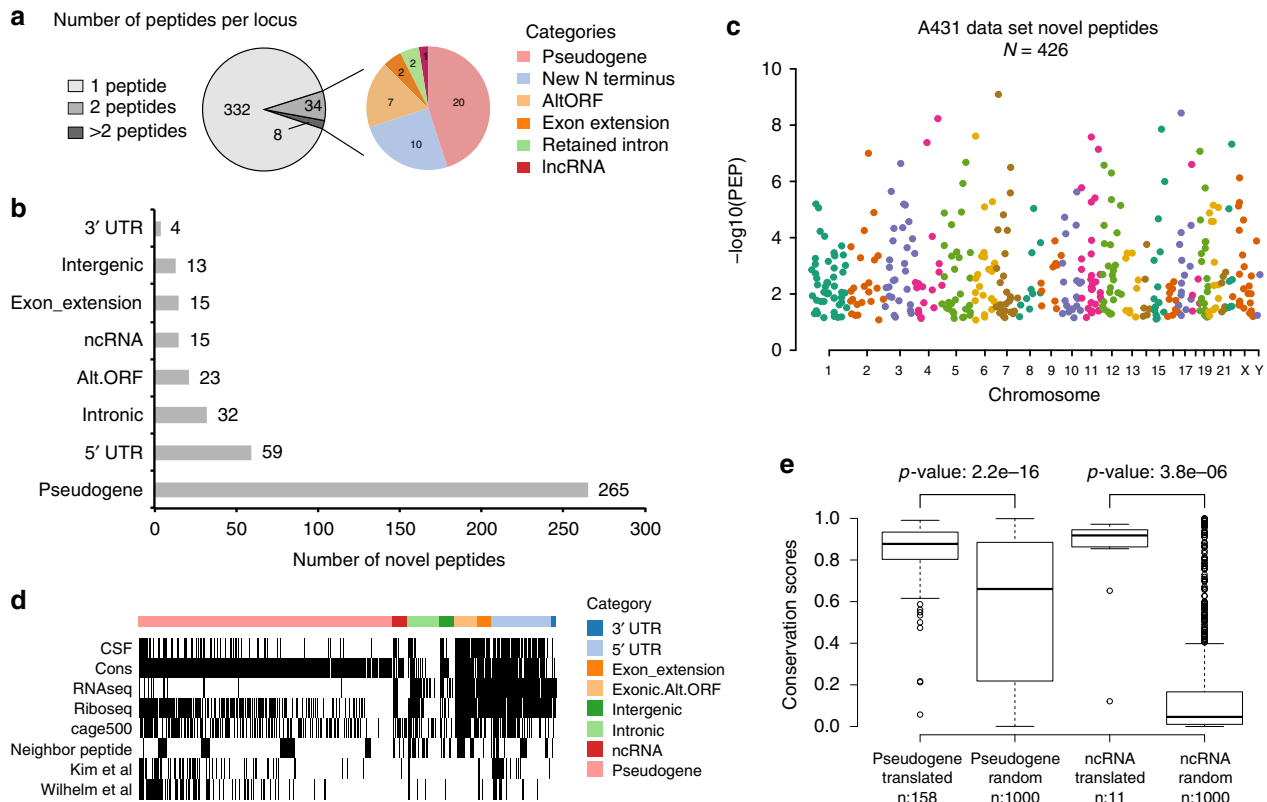 a
Number of peptides per locus
1 peptide
2 peptides
>2 peptides
332
34
8
20
10
7
2
2
1
Categories
Pseudogene
New N terminus
AltORF
Exon extension
Retained intron
lncRNA
b
3′ UTR 4
Intergenic 13
Exon_extension 15
ncRNA 15
Alt.ORF 23
Intronic 32
5′ UTR 59
Pseudogene 265
0 50 100 150 200 250 300
Number of novel peptides
c
A431 data set novel peptides
N = 426
10
8
6
4
2
0
−log10(PEP)
1 2 3 4 5 6 7 8 9 10 11 12 13 15 17 19 21 X Y
Chromosome
d
CSF
Cons
RNAseq
Riboseq
cage500
Neighbor peptide
Kim et al
Wilhelm et al
Category
3′ UTR
5′ UTR
Exon_extension
Exonic.Alt.ORF
Intergenic
Intronic
ncRNA
Pseudogene
e
p-value: 2.2e−16 p-value: 3.8e−06
1.0
0.8
0.6
0.4
0.2
0.0
Conservation scores
Pseudogene translated n:158
Pseudogene random n:1000
ncRNA translated n:11
ncRNA random n:1000